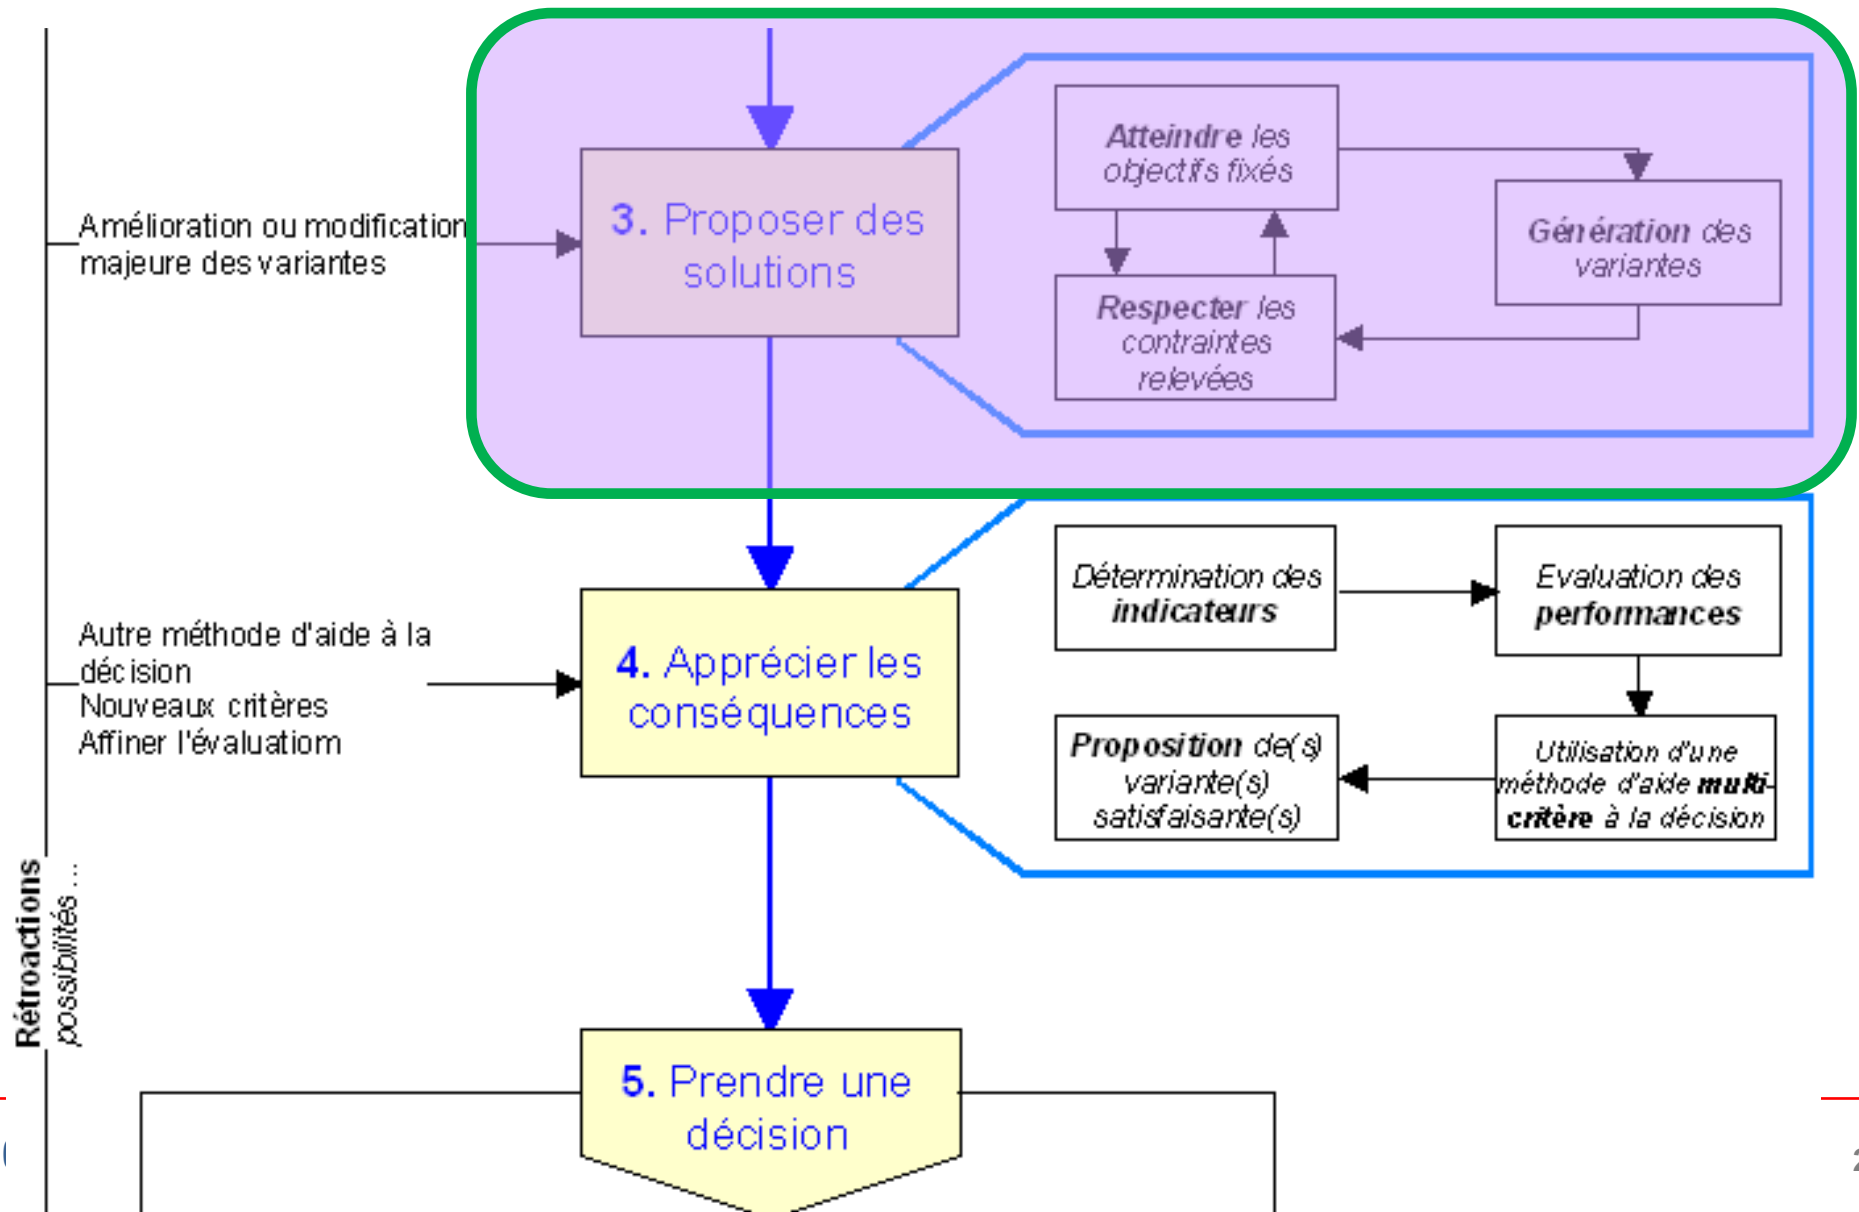 Amélioration ou modification
majeure des variantes
3. Proposer des
solutions
Atteindre les
objectifs fixés
Génération des
variantes
Respecter les
contraintes
relevées
Autre méthode d'aide à la
décision
Nouveaux critères
Affiner l'évaluatiom
4. Apprécier les
conséquences
Détermination des
indicateurs
Evaluation des
performances
Utilisation d'une
méthode d'aide multi-
critère à la décision
Proposition de(s)
variante(s)
satisfaisante(s)
Rétroactions
possibilités ...
5. Prendre une
décision